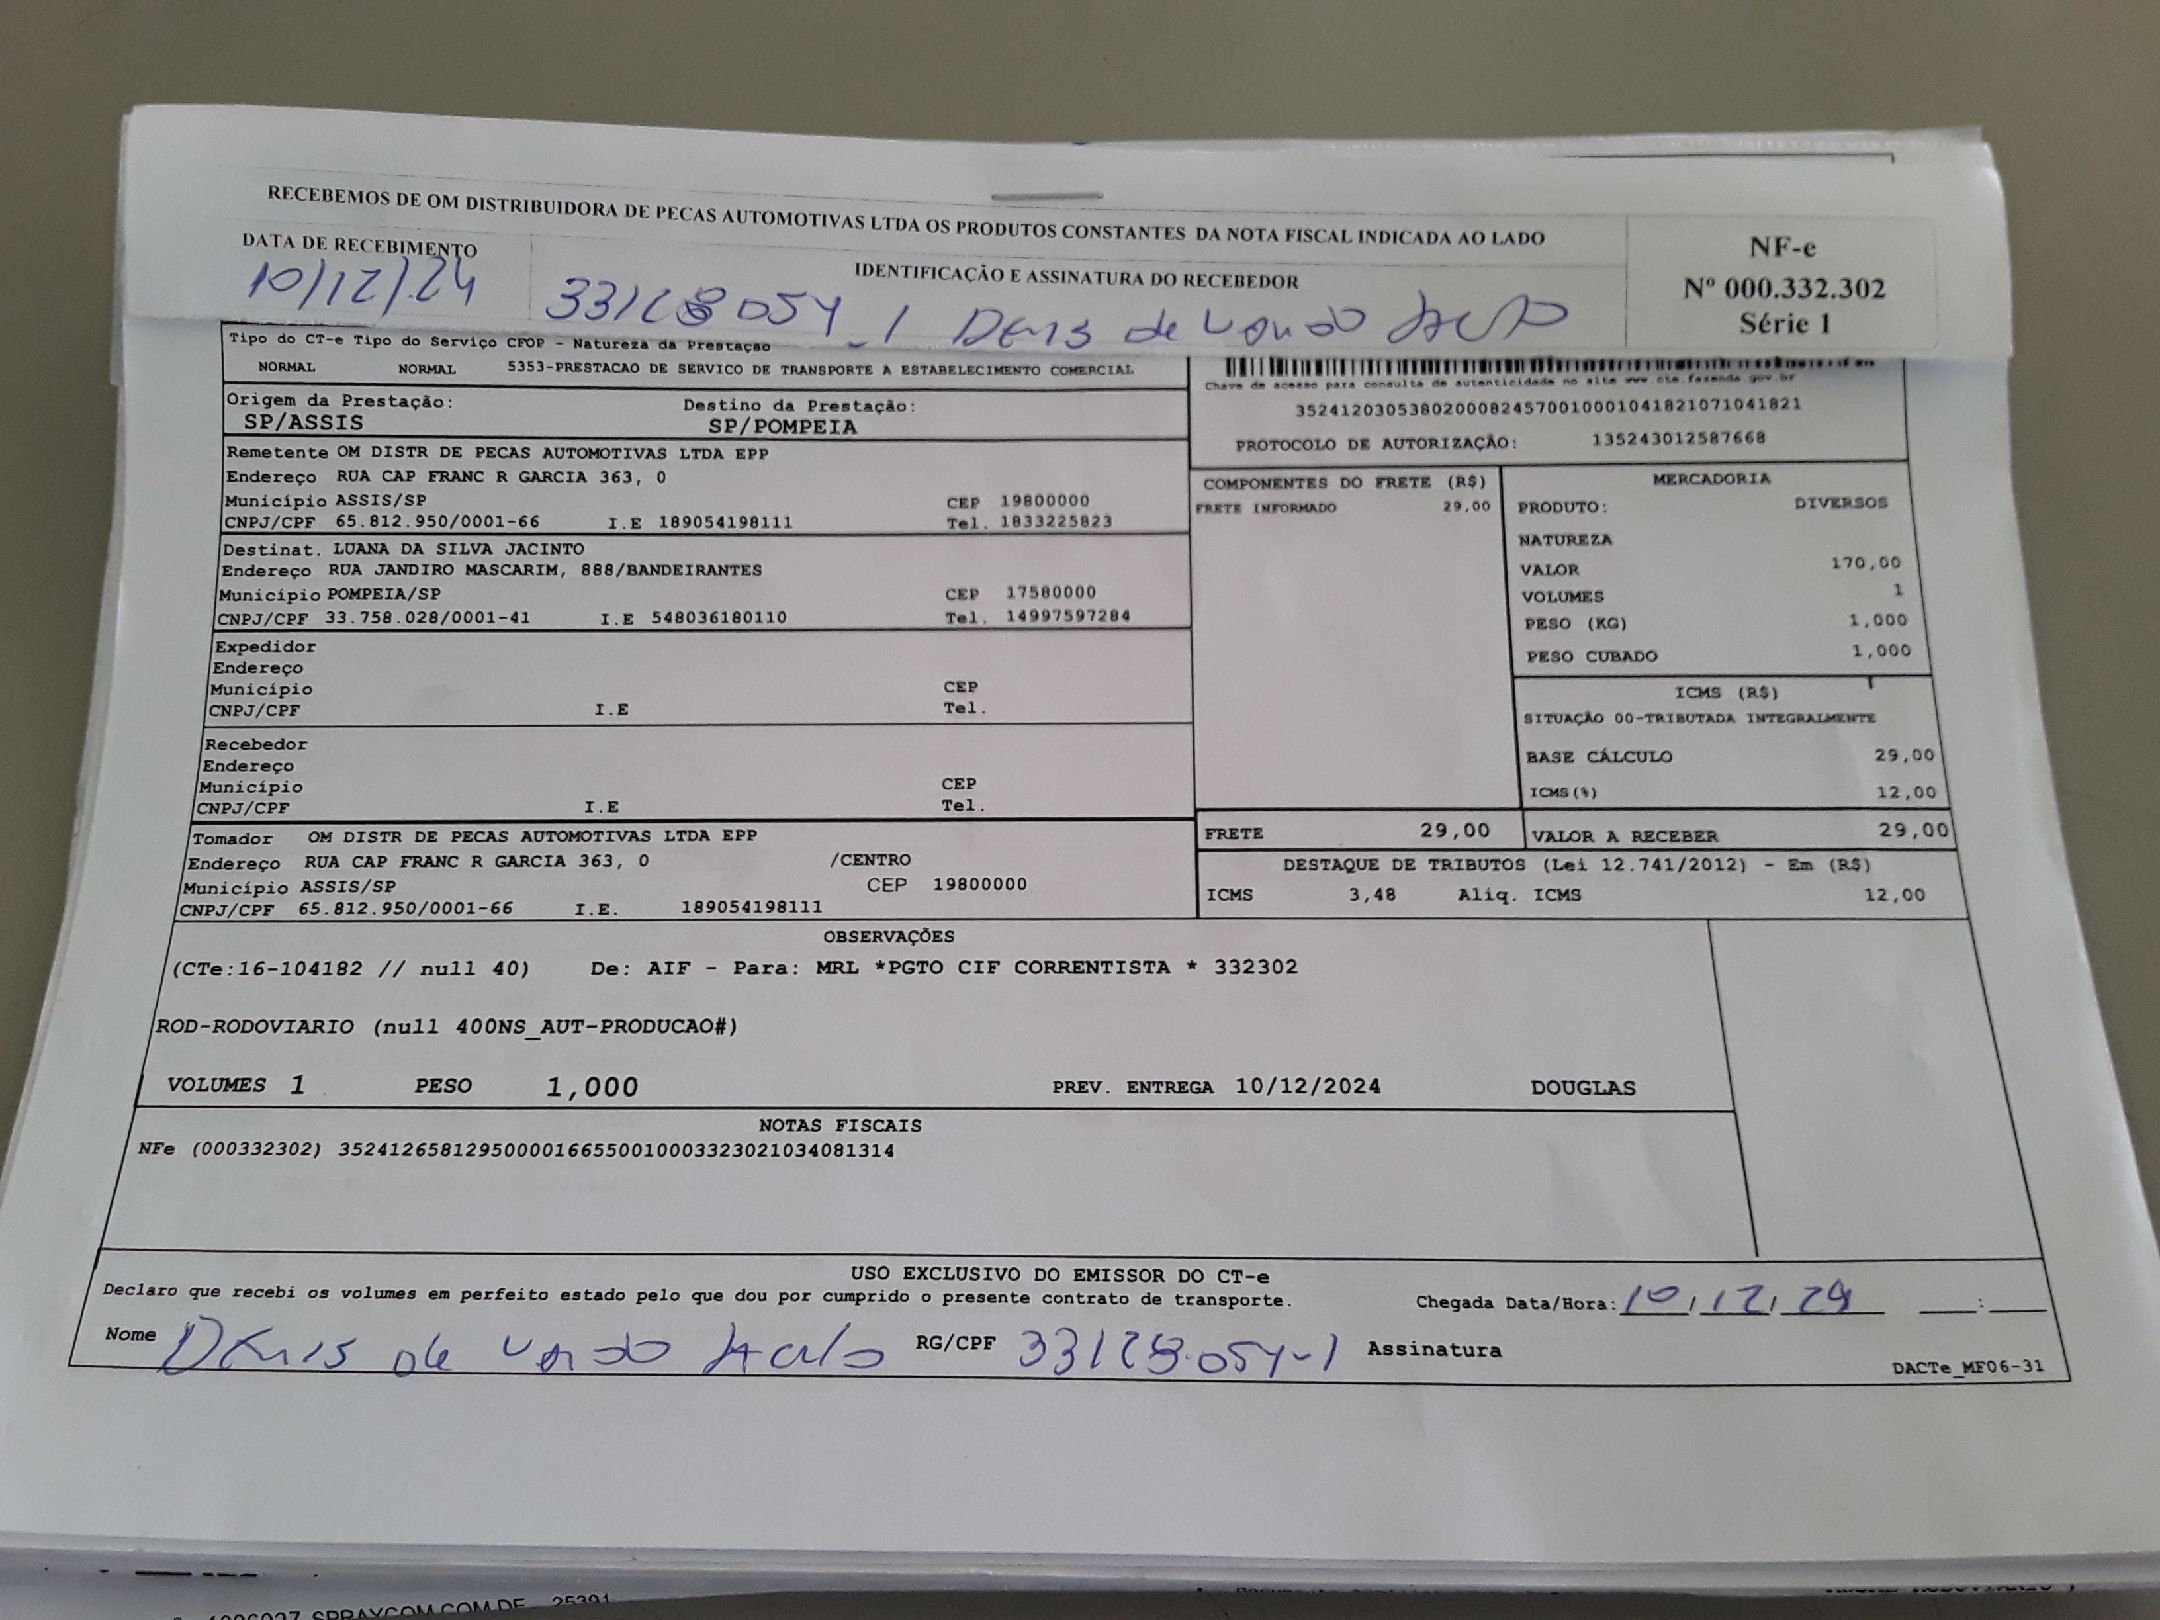 RECEBEMOS DE OM DISTRIBUIDORA DE PECAS AUTOMOTIVAS LTDA OS PRODUTOS CONSTANTES DA NOTA FISCAL INDICADA AO LADO
DATA DE RECEBIMENTO
10/12/24
IDENTIFICAÇÃO E ASSINATURA DO RECEBEDOR
NF-e
Nº 000.332.302
Série 1
Tipo do CT-e Tipo do Serviço CFOP - Natureza da Prestação
NORMAL NORMAL 5353-PRESTACAO DE SERVICO DE TRANSPORTE A ESTABELECIMENTO COMERCIAL
Chave de acesso para consulta de autenticidade no site www.cte.fazenda.gov.br
35241203053802000824570010001041821071041821
PROTOCOLO DE AUTORIZAÇÃO: 135243012587668
Origem da Prestação: Destino da Prestação:
SP/ASSIS SP/POMPEIA
Remetente OM DISTR DE PECAS AUTOMOTIVAS LTDA EPP
Endereço RUA CAP FRANC R GARCIA 363, 0
Município ASSIS/SP CEP 19800000
CNPJ/CPF 65.812.950/0001-66 I.E 189054198111 Tel. 1833225823
Destinat. LUANA DA SILVA JACINTO
Endereço RUA JANDIRO MASCARIM, 888/BANDEIRANTES
Município POMPEIA/SP CEP 17580000
CNPJ/CPF 33.758.028/0001-41 I.E 548036180110 Tel. 14997597284
Expedidor
Endereço
Município CEP
CNPJ/CPF I.E Tel.
Recebedor
Endereço
Município CEP
CNPJ/CPF I.E Tel.
Tomador OM DISTR DE PECAS AUTOMOTIVAS LTDA EPP
Endereço RUA CAP FRANC R GARCIA 363, 0 /CENTRO
Município ASSIS/SP CEP 19800000
CNPJ/CPF 65.812.950/0001-66 I.E. 189054198111
COMPONENTES DO FRETE (R$)
FRETE INFORMADO 29,00
MERCADORIA
PRODUTO: DIVERSOS
NATUREZA
VALOR 170,00
VOLUMES 1
PESO (KG) 1,000
PESO CUBADO 1,000
ICMS (R$)
SITUAÇÃO 00-TRIBUTADA INTEGRALMENTE
BASE CÁLCULO 29,00
ICMS(%) 12,00
FRETE 29,00 VALOR A RECEBER 29,00
DESTAQUE DE TRIBUTOS (Lei 12.741/2012) - Em (R$)
ICMS 3,48 Aliq. ICMS 12,00
OBSERVAÇÕES
(CTe:16-104182 // null 40) De: AIF - Para: MRL *PGTO CIF CORRENTISTA * 332302
ROD-RODOVIARIO (null 400NS_AUT-PRODUCAO#)
VOLUMES 1 PESO 1,000 PREV. ENTREGA 10/12/2024 DOUGLAS
NOTAS FISCAIS
NFe (000332302) 35241265812950000166550010003323021034081314
USO EXCLUSIVO DO EMISSOR DO CT-e
Declaro que recebi os volumes em perfeito estado pelo que dou por cumprido o presente contrato de transporte.
Chegada Data/Hora: 10/12/24 ___:___
Nome RG/CPF Assinatura
DACTe_MF06-31